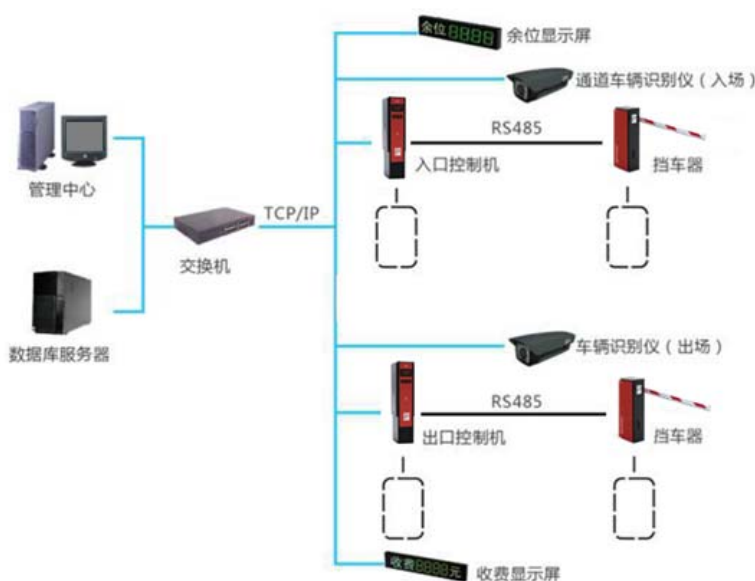 余位8888
余位显示屏
通道车辆识别仪（入场）
RS485
入口控制机
挡车器
管理中心
TCP/IP
交换机
数据库服务器
车辆识别仪（出场）
RS485
出口控制机
挡车器
收费8888元
收费显示屏